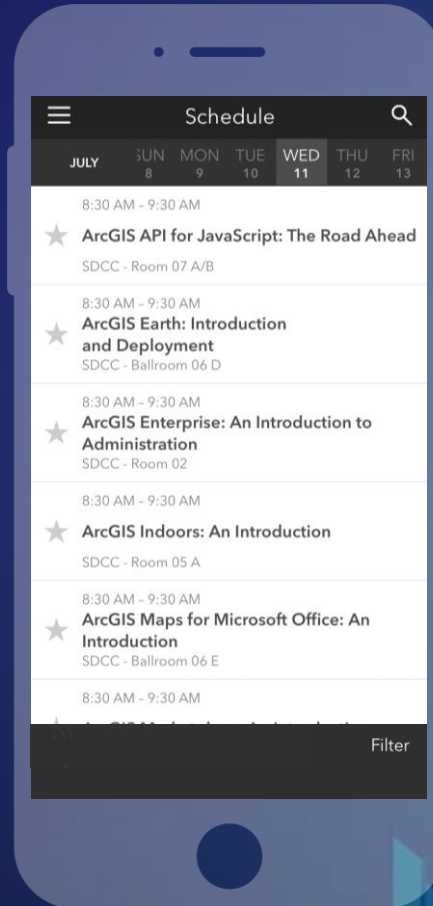 Schedule
JULY
SUN MON TUE WED THU FRI
8 9 10 11 12 13
8:30 AM – 9:30 AM
ArcGIS API for JavaScript: The Road Ahead
SDCC - Room 07 A/B
8:30 AM – 9:30 AM
ArcGIS Earth: Introduction
and Deployment
SDCC - Ballroom 06 D
8:30 AM – 9:30 AM
ArcGIS Enterprise: An Introduction to
Administration
SDCC - Room 02
8:30 AM – 9:30 AM
ArcGIS Indoors: An Introduction
SDCC - Room 05 A
8:30 AM – 9:30 AM
ArcGIS Maps for Microsoft Office: An
Introduction
SDCC - Ballroom 06 E
8:30 AM – 9:30 AM
Filter